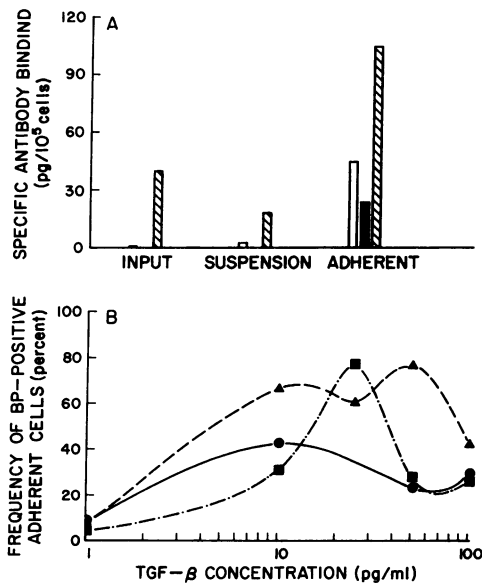 A
SPECIFIC ANTIBODY BINDIND
(pg/10⁵ cells)
120
90
60
30
0
INPUT SUSPENSION ADHERENT
B
FREQUENCY OF BP-POSITIVE
ADHERENT CELLS (percent)
100
80
60
40
20
0
1 10 100
TGF-β CONCENTRATION (pg/ml)